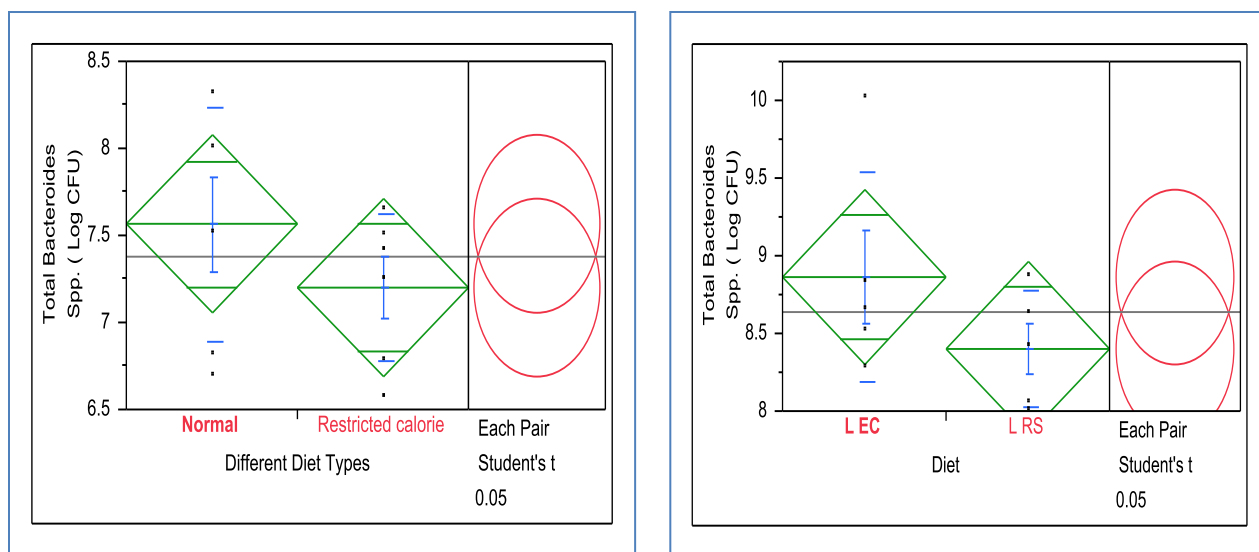 Total Bacteroides
Spp. ( Log CFU)
8.5
8
7.5
7
6.5
Normal
Restricted calorie
Different Diet Types
Each Pair
Student's t
0.05
Total Bacteroides
Spp. ( Log CFU)
10
9.5
9
8.5
8
L EC
L RS
Diet
Each Pair
Student's t
0.05